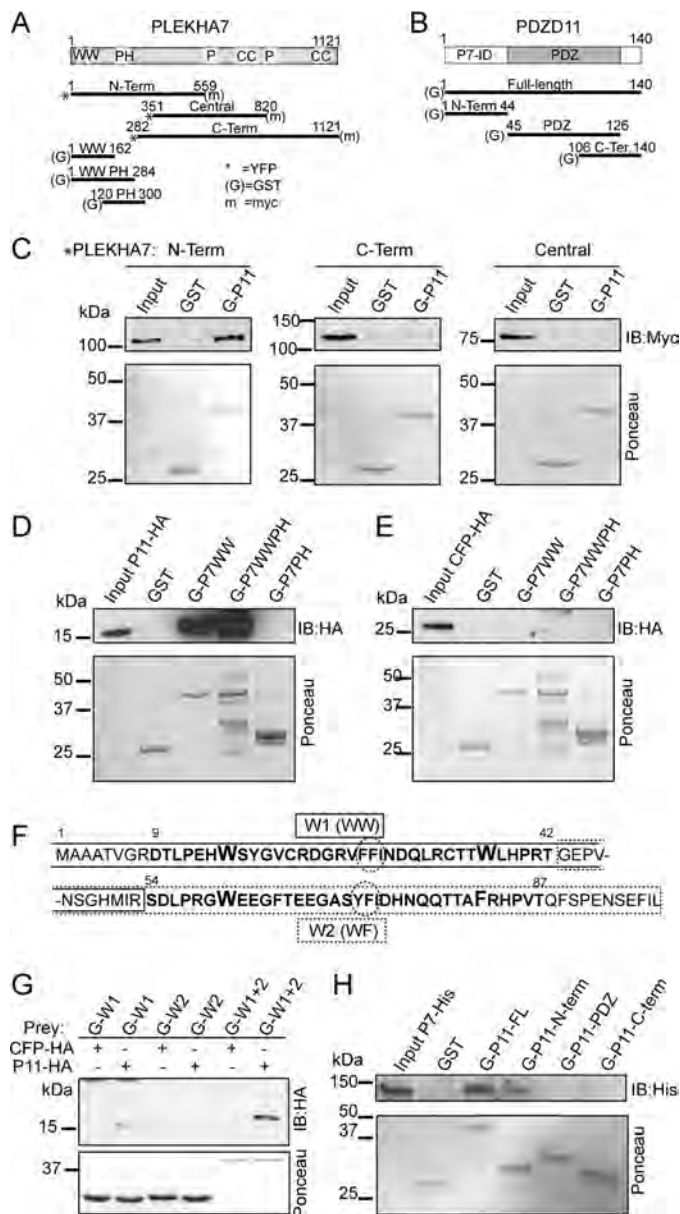 A
PLEKHA7
1 1121
WW PH P CC P CC
*1 N-Term 559(m)
*351 Central 820(m)
*282 C-Term 1121(m)
(G)1 WW 162
(G)1 WW PH 284
(G)120 PH 300
* =YFP
(G)=GST
m =myc
B
PDZD11
1 140
P7-ID PDZ
(G)1 Full-length 140
(G)1 N-Term 44
(G)45 PDZ 126
(G)106 C-Ter. 140
C
*PLEKHA7: N-Term C-Term Central
Input GST G-P11 Input GST G-P11 Input GST G-P11
kDa
100 150 100 75 IB:Myc
50 50 50
37 37 37
25 25 25
Ponceau
D
Input P11-HA GST G-P7WW G-P7WWPH G-P7PH
kDa
15 IB:HA
50
37
25
Ponceau
E
Input CFP-HA GST G-P7WW G-P7WWPH G-P7PH
kDa
25 IB:HA
50
37
25
Ponceau
F
W1 (WW)
1 9 42
MAAATVGRDTLPEHWSYGVCRDGRVFFINDQLRCTTWLHPRTGEPV-
54 87
-NSGHMIRSDLPRGWEEGFTEEGASYFIDHNQQTTAFRHPVTQFSPENSEFIL
W2 (WF)
G
Prey: G-W1 G-W1 G-W2 G-W2 G-W1+2 G-W1+2
CFP-HA + - + - + -
P11-HA - + - + - +
kDa
15 IB:HA
37
Ponceau
H
Input P7-His GST G-P11-FL G-P11-N-term G-P11-PDZ G-P11-C-term
kDa
150 IB:His
50
37
25
Ponceau